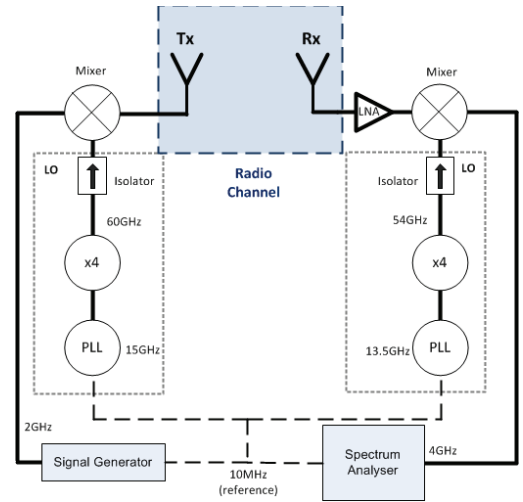 Tx
Rx
Mixer
Mixer
LNA
Radio
Channel
LO
Isolator
Isolator
LO
60GHz
54GHz
x4
x4
PLL
15GHz
13.5GHz
PLL
2GHz
4GHz
Signal Generator
10MHz
(reference)
Spectrum
Analyser